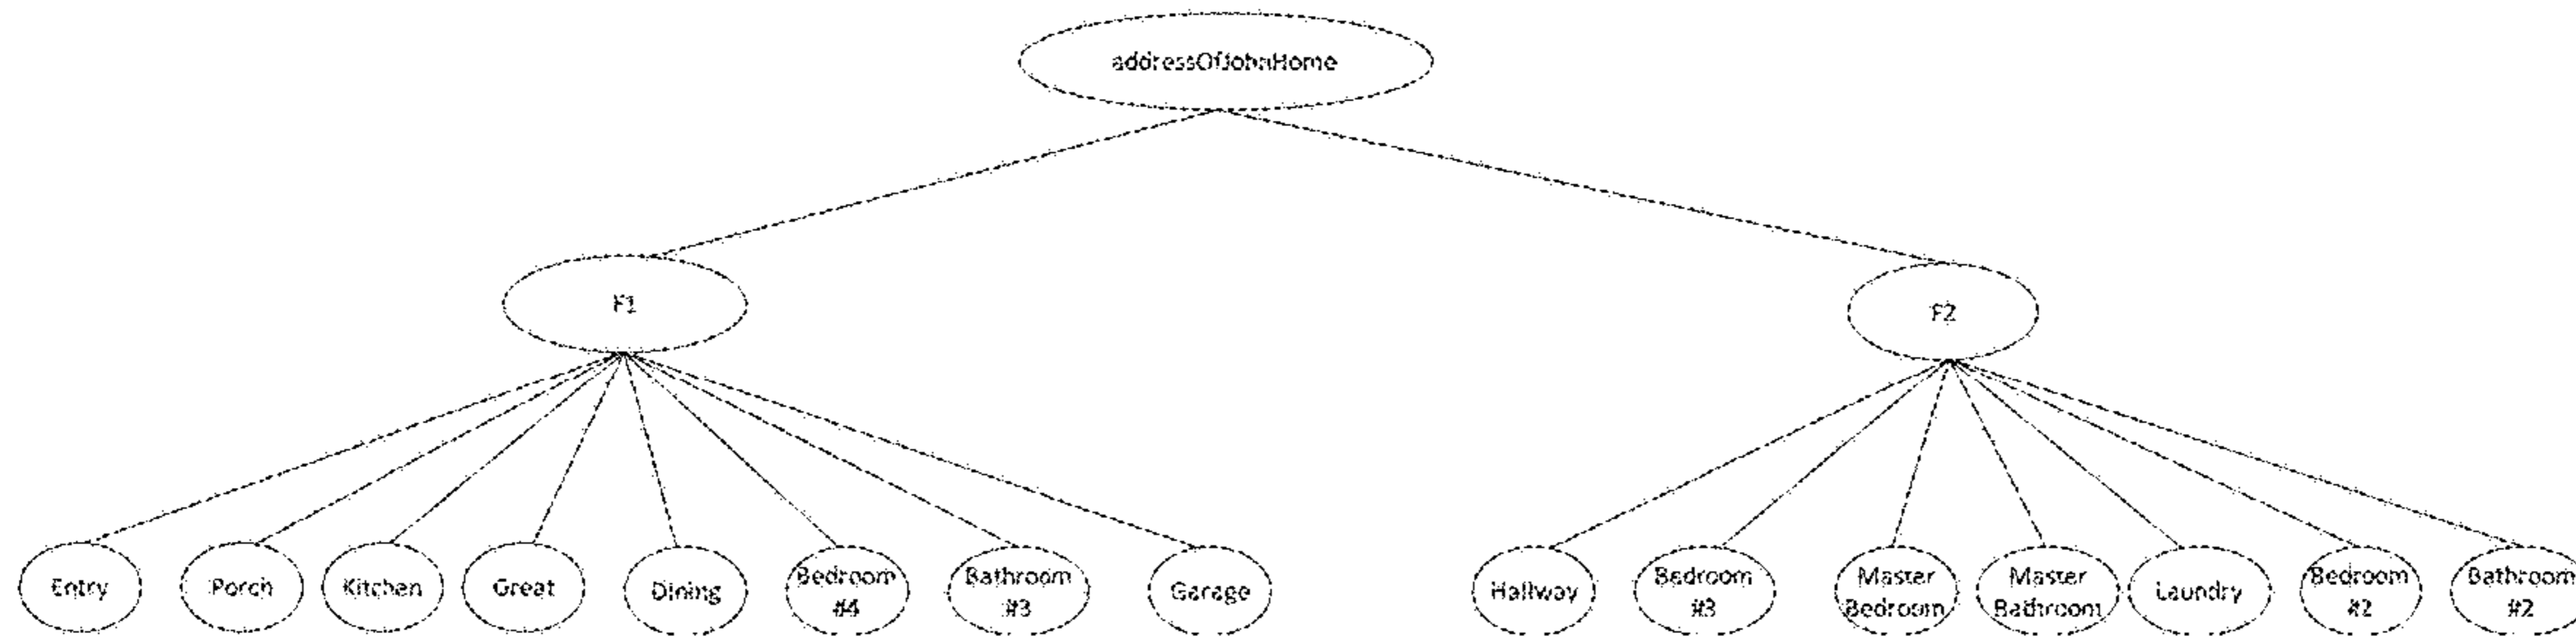 addressOfJohnHome
F1
F2
Entry
Porch
Kitchen
Great
Dining
Bedroom
#4
Bathroom
#3
Garage
Hallway
Bedroom
#3
Master
Bedroom
Master
Bathroom
Laundry
Bedroom
#2
Bathroom
#2